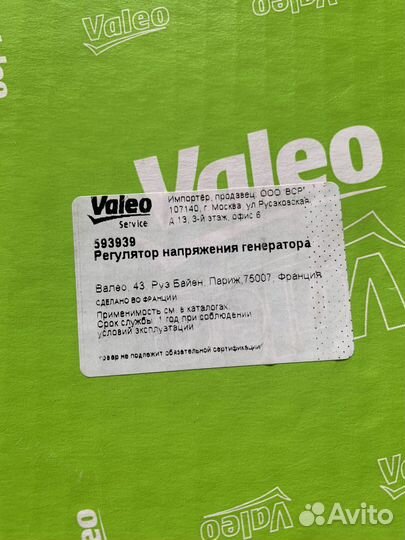 Valeo
Valeo
Valeo
Valeo
Service
Импортер, продавец: ООО "ВСР"
107140, г. Москва, ул.Русаковская,
д.13, 3-й этаж, офис 6
593939
Регулятор напряжения генератора
Валео, 43, Руэ Байен, Париж,75007, Франция
СДЕЛАНО ВО ФРАНЦИИ
Применимость см. в каталогах.
Срок службы: 1 год при соблюдении
условий эксплуатации
товар не подлежит обязательной сертификации
Valeo
Valeo
Avito